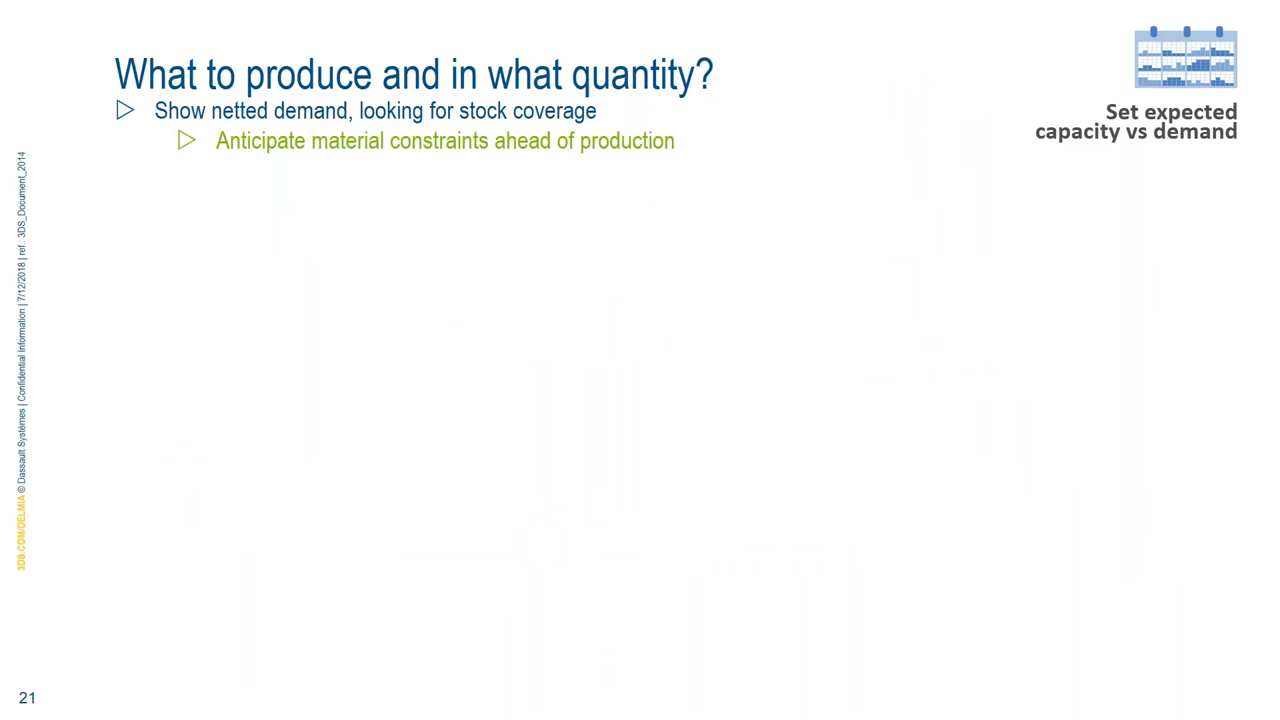 What to produce and in what quantity?
Show netted demand, looking for stock coverage
Anticipate material constraints ahead of production
Set expected
capacity vs demand
3DS.COM/DELMIA © Dassault Systèmes | Confidential Information | 7/12/2018 | ref.: 3DS_Document_2014
21